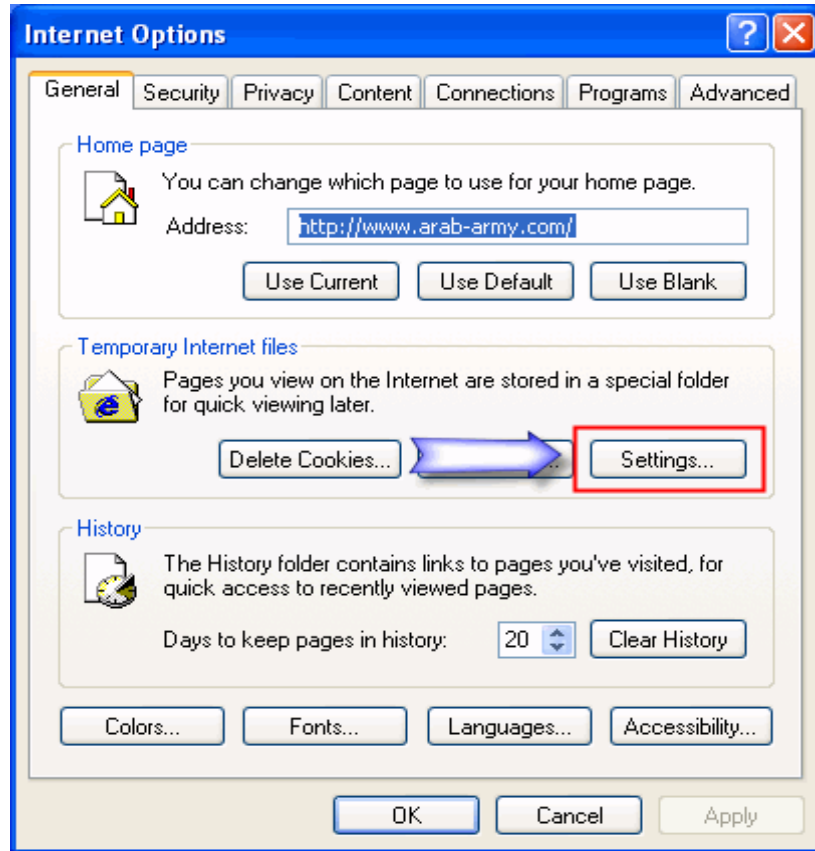 Internet Options
General Security Privacy Content Connections Programs Advanced
Home page
You can change which page to use for your home page.
Address: http://www.arab-army.com/
Use Current Use Default Use Blank
Temporary Internet files
Pages you view on the Internet are stored in a special folder
for quick viewing later.
Delete Cookies... Settings...
History
The History folder contains links to pages you've visited, for
quick access to recently viewed pages.
Days to keep pages in history: 20 Clear History
Colors... Fonts... Languages... Accessibility...
OK Cancel Apply